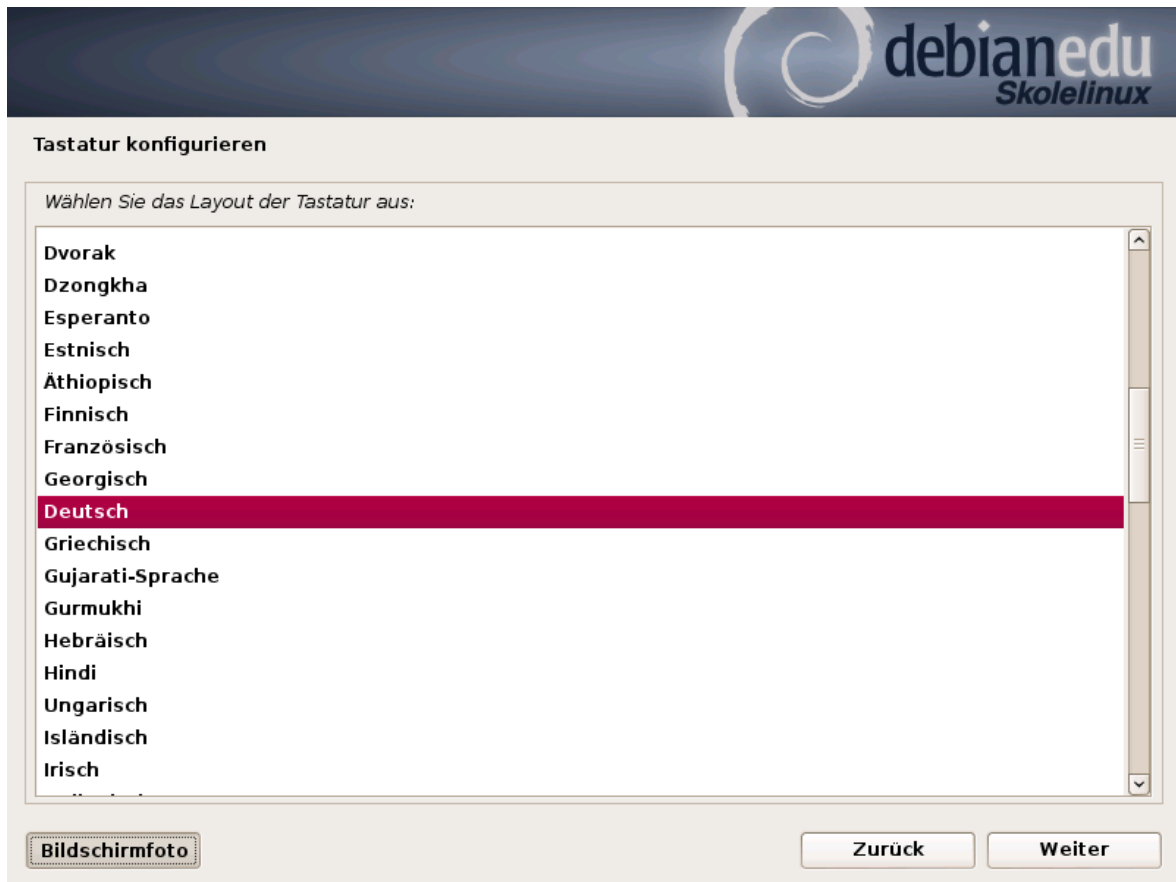 debianedu
Skolelinux
Tastatur konfigurieren
Wählen Sie das Layout der Tastatur aus:
Dvorak
Dzongkha
Esperanto
Estnisch
Äthiopisch
Finnisch
Französisch
Georgisch
Deutsch
Griechisch
Gujarati-Sprache
Gurmukhi
Hebräisch
Hindi
Ungarisch
Isländisch
Irisch
Bildschirmfoto
Zurück
Weiter